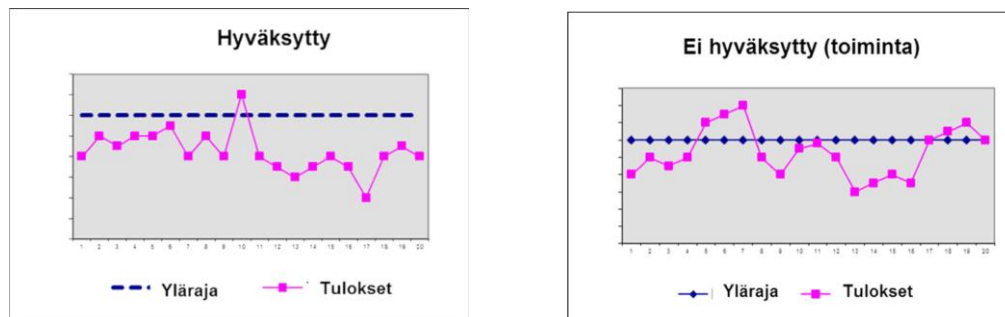 Hyväksytty
1 2 3 4 5 6 7 8 9 10 11 12 13 14 15 16 17 18 19 20
Yläraja Tulokset
Ei hyväksytty (toiminta)
1 2 3 4 5 6 7 8 9 10 11 12 13 14 15 16 17 18 19 20
Yläraja Tulokset